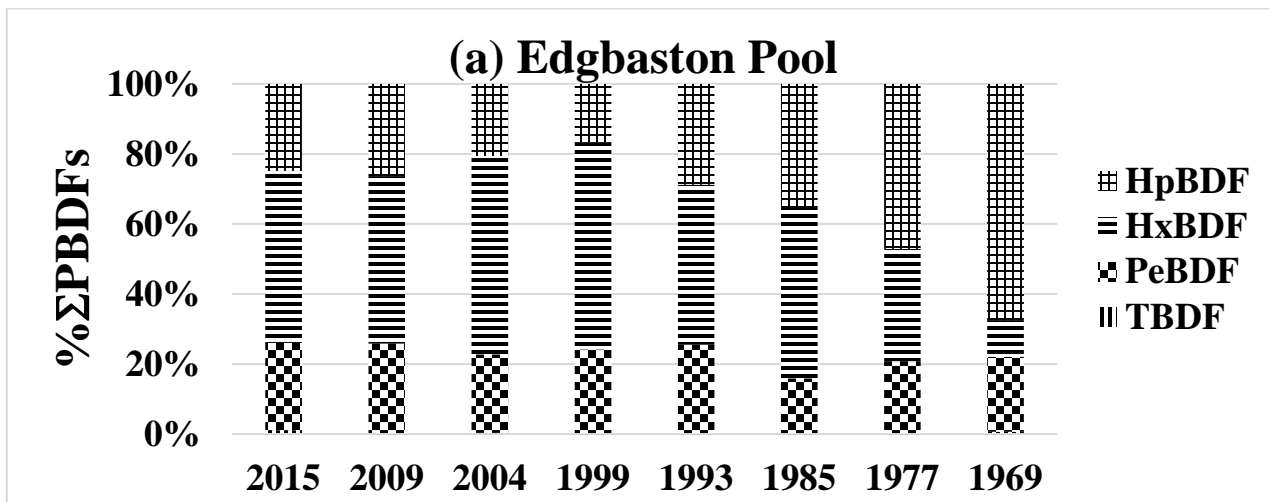 (a) Edgbaston Pool
%ΣPBDFs
100%
80%
60%
40%
20%
0%
2015 2009 2004 1999 1993 1985 1977 1969
HpBDF
HxBDF
PeBDF
TBDF